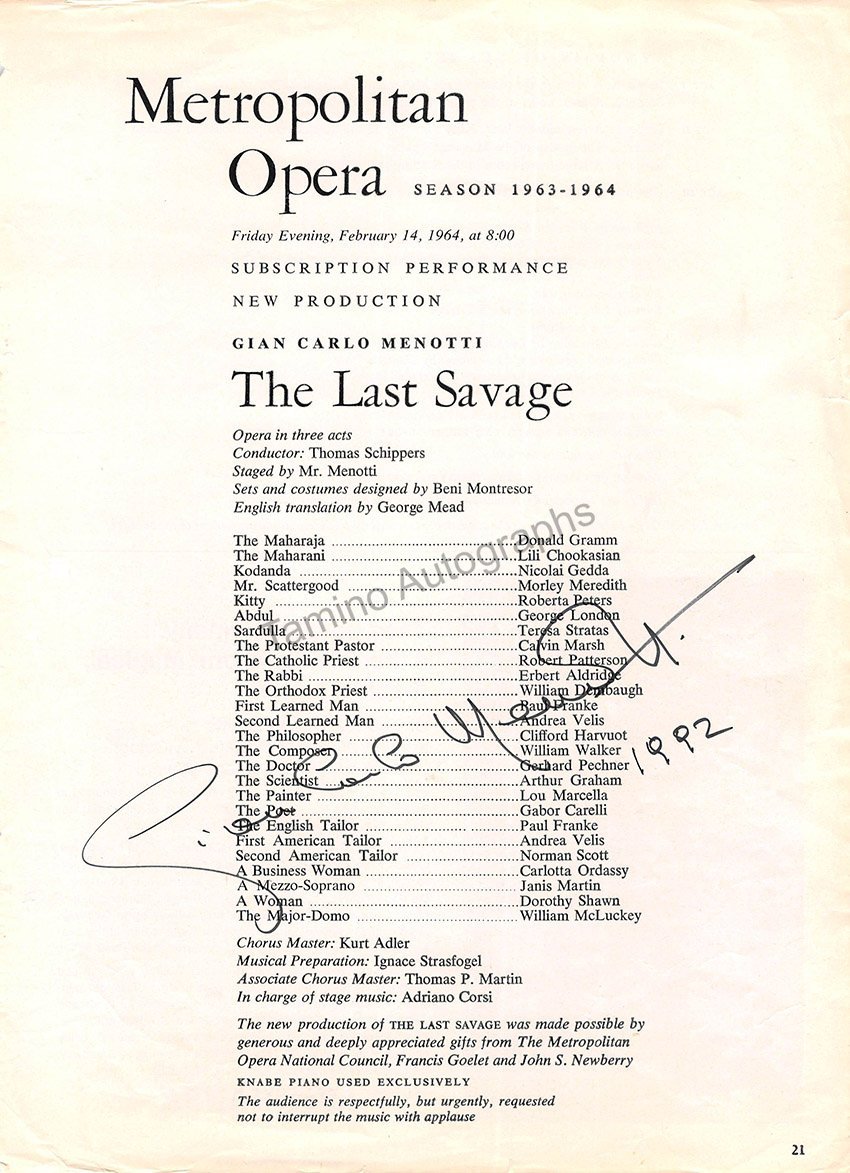 Metropolitan
Opera SEASON 1963-1964
Friday Evening, February 14, 1964, at 8:00
SUBSCRIPTION PERFORMANCE
NEW PRODUCTION
GIAN CARLO MENOTTI
The Last Savage
Opera in three acts
Conductor: Thomas Schippers
Staged by Mr. Menotti
Sets and costumes designed by Beni Montresor
English translation by George Mead
The Maharaja ........ Donald Gramm
The Maharani ........ Lili Chookasian
Kodanda ........ Nicolai Gedda
Mr. Scattergood ........ Morley Meredith
Kitty ........ Roberta Peters
Abdul ........ George London
Sardulla ........ Teresa Stratas
The Protestant Pastor ........ Calvin Marsh
The Catholic Priest ........ Robert Patterson
The Rabbi ........ Erbert Aldridge
The Orthodox Priest ........ William Dembaugh
First Learned Man ........ Paul Franke
Second Learned Man ........ Andrea Velis
The Philosopher ........ Clifford Harvuot
The Composer ........ William Walker
The Doctor ........ Gerhard Pechner
The Scientist ........ Arthur Graham
The Painter ........ Lou Marcella
The Poet ........ Gabor Carelli
The English Tailor ........ Paul Franke
First American Tailor ........ Andrea Velis
Second American Tailor ........ Norman Scott
A Business Woman ........ Carlotta Ordassy
A Mezzo-Soprano ........ Janis Martin
A Woman ........ Dorothy Shawn
The Major-Domo ........ William McLuckey
Gian Carlo Menotti.
1992
Tamino Autographs
Chorus Master: Kurt Adler
Musical Preparation: Ignace Strasfogel
Associate Chorus Master: Thomas P. Martin
In charge of stage music: Adriano Corsi
The new production of THE LAST SAVAGE was made possible by
generous and deeply appreciated gifts from The Metropolitan
Opera National Council, Francis Goelet and John S. Newberry
KNABE PIANO USED EXCLUSIVELY
The audience is respectfully, but urgently, requested
not to interrupt the music with applause
21